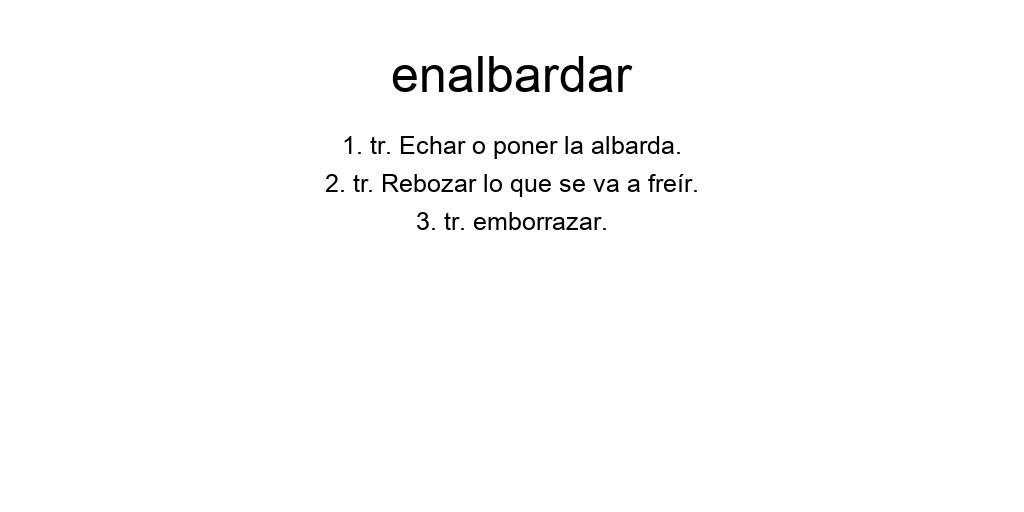 enalbardar
1. tr. Echar o poner la albarda.
2. tr. Rebozar lo que se va a freír.
3. tr. emborrazar.